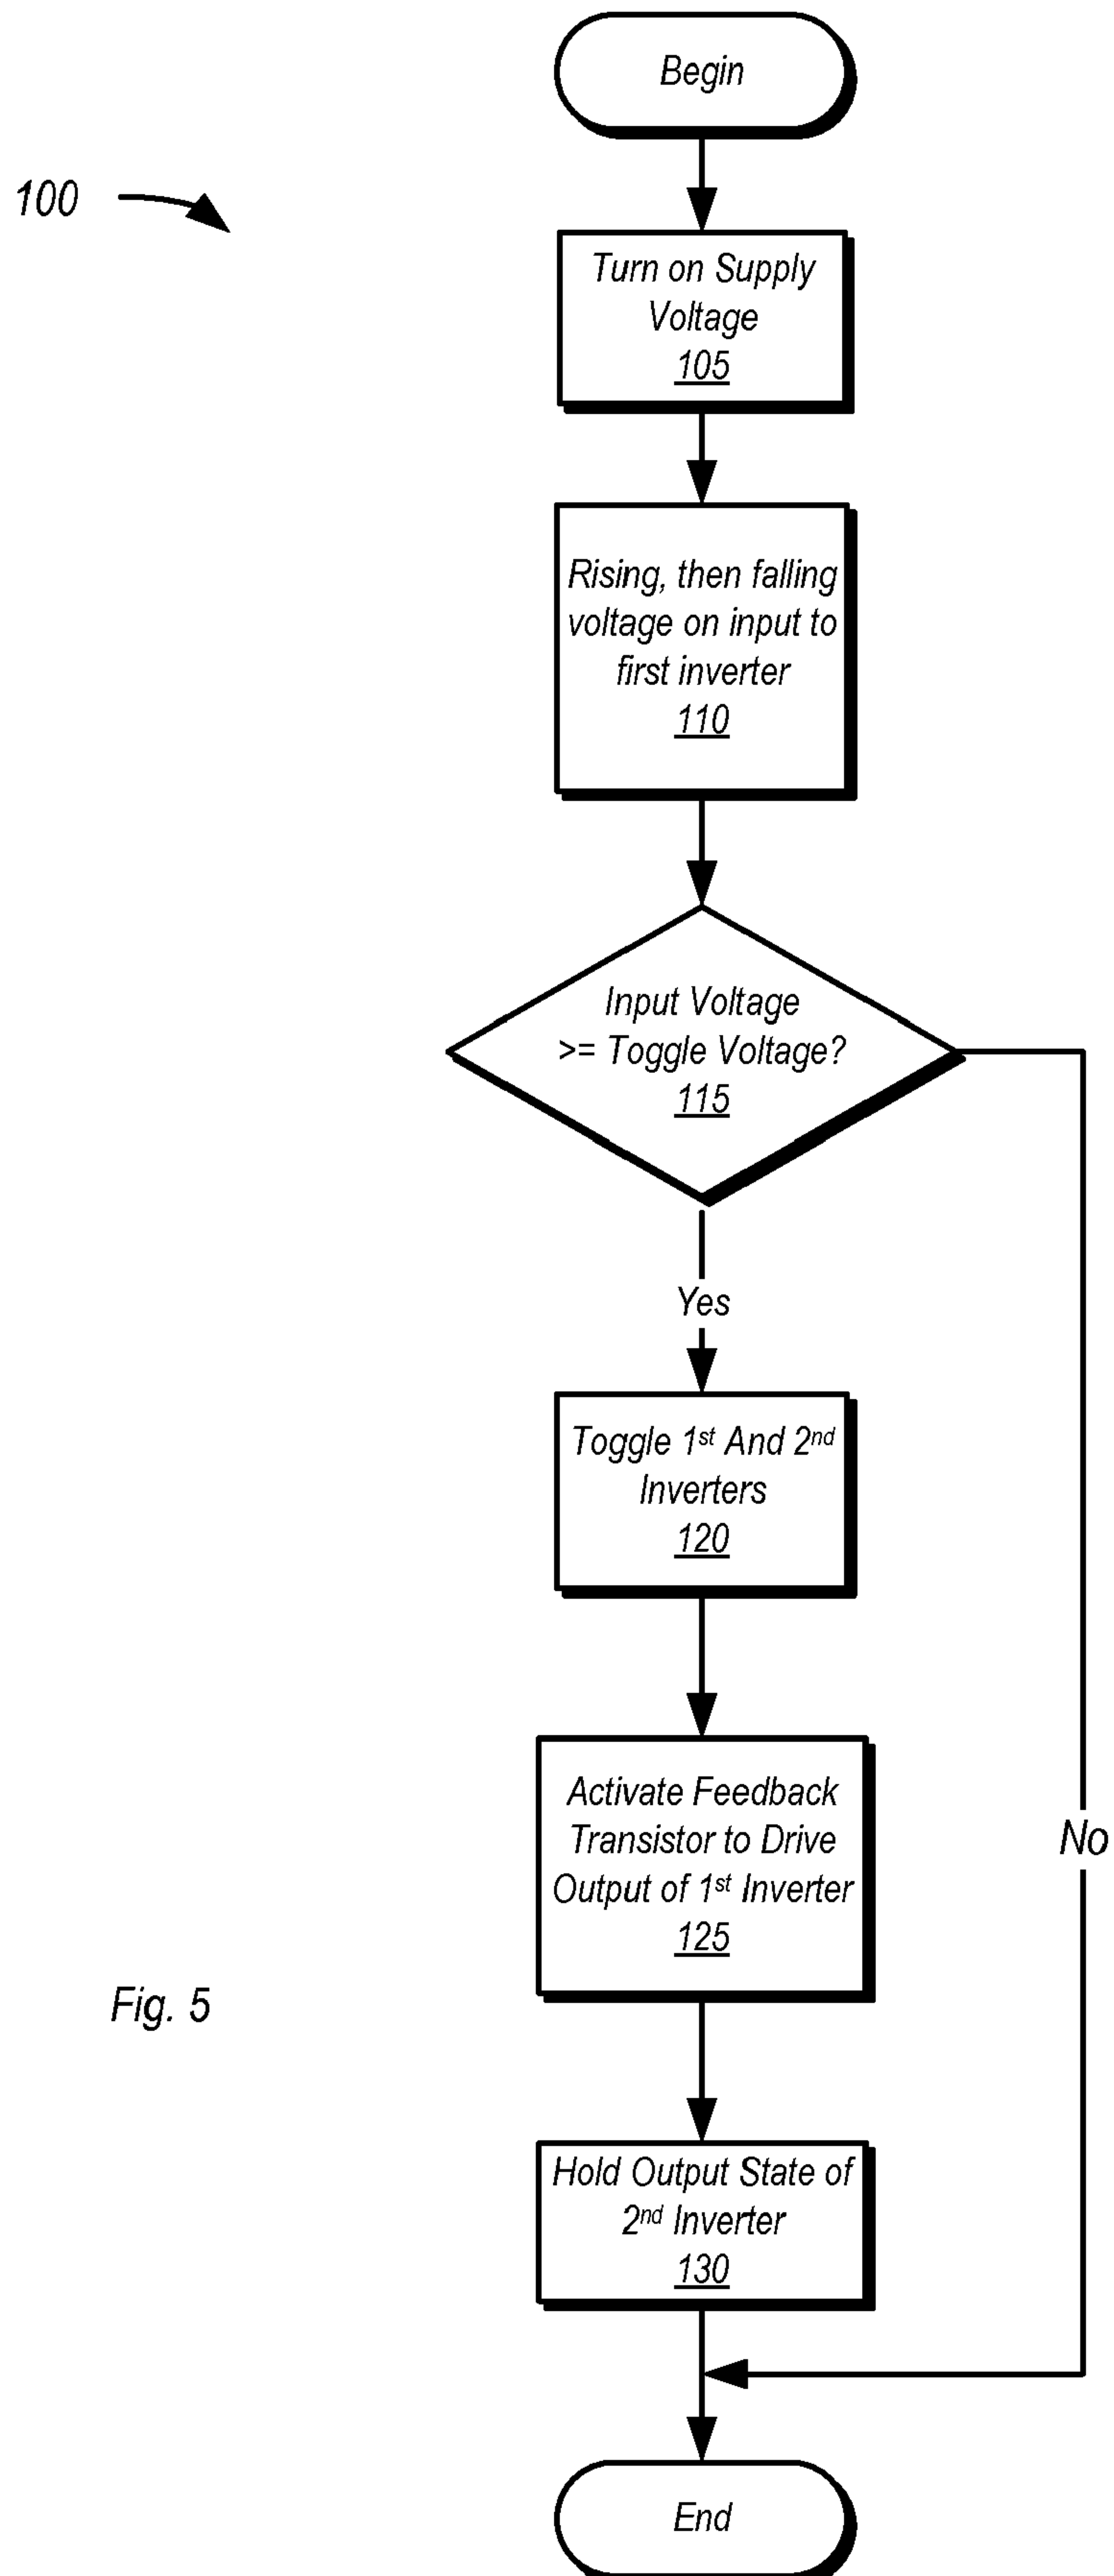 Begin
100
Turn on Supply
Voltage
105
Rising, then falling
voltage on input to
first inverter
110
Input Voltage
>= Toggle Voltage?
115
Yes
Toggle 1st And 2nd
Inverters
120
Activate Feedback
Transistor to Drive
Output of 1st Inverter
125
No
Fig. 5
Hold Output State of
2nd Inverter
130
End